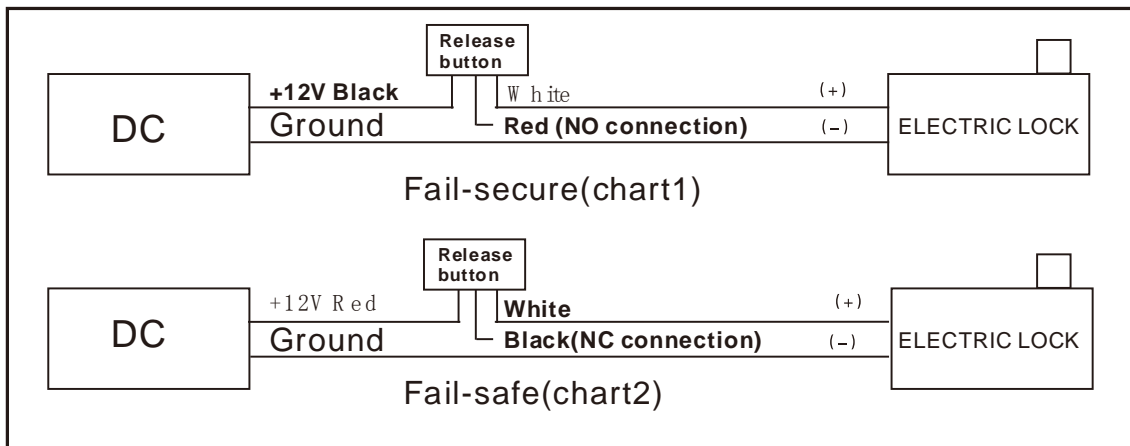 Release
button
+12V Black
White
(+)
DC
Ground
Red (NO connection)
(-)
ELECTRIC LOCK
Fail-secure(chart1)
Release
button
+12V Red
White
(+)
DC
Ground
Black(NC connection)
(-)
ELECTRIC LOCK
Fail-safe(chart2)